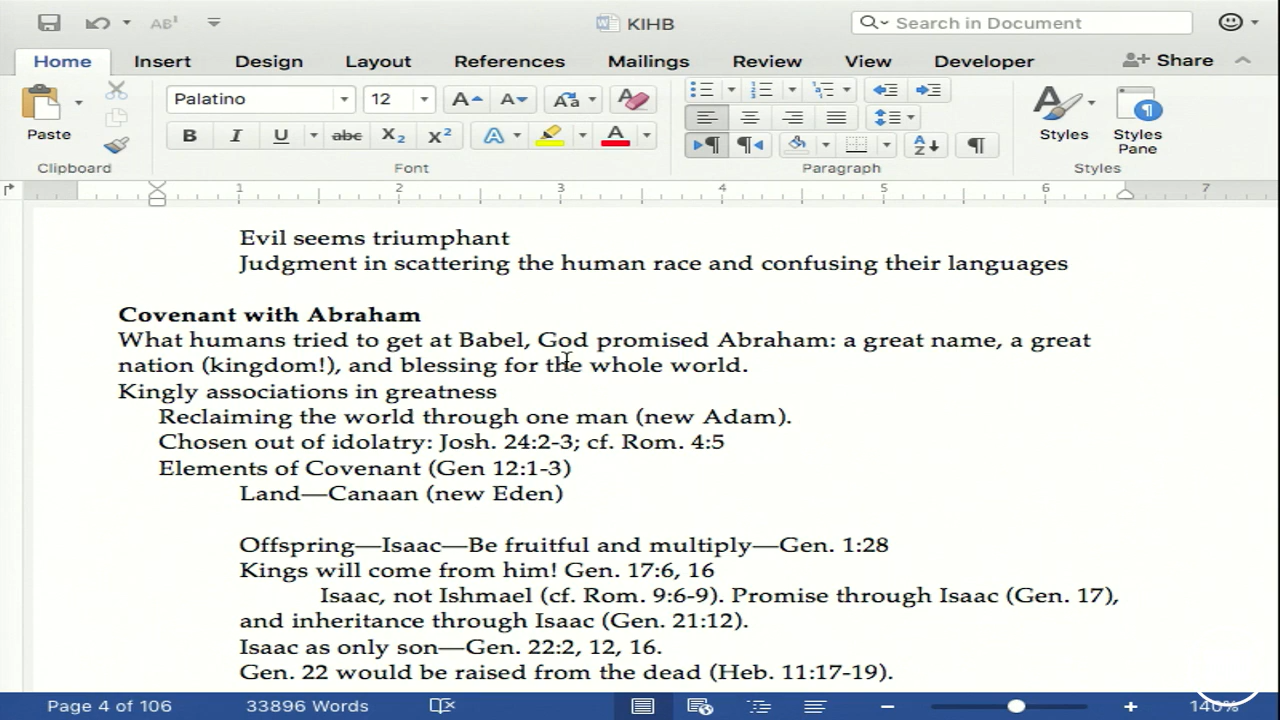 KIHB
Search in Document
Home Insert Design Layout References Mailings Review View Developer Share
Palatino 12
Paste
Styles Styles Pane
Clipboard Font Paragraph Styles
1 2 3 4 5 6 7
Evil seems triumphant
Judgment in scattering the human race and confusing their languages
Covenant with Abraham
What humans tried to get at Babel, God promised Abraham: a great name, a great
nation (kingdom!), and blessing for the whole world.
Kingly associations in greatness
Reclaiming the world through one man (new Adam).
Chosen out of idolatry: Josh. 24:2-3; cf. Rom. 4:5
Elements of Covenant (Gen 12:1-3)
Land—Canaan (new Eden)
Offspring—Isaac—Be fruitful and multiply—Gen. 1:28
Kings will come from him! Gen. 17:6, 16
Isaac, not Ishmael (cf. Rom. 9:6-9). Promise through Isaac (Gen. 17),
and inheritance through Isaac (Gen. 21:12).
Isaac as only son—Gen. 22:2, 12, 16.
Gen. 22 would be raised from the dead (Heb. 11:17-19).
Page 4 of 106 33896 Words 140%